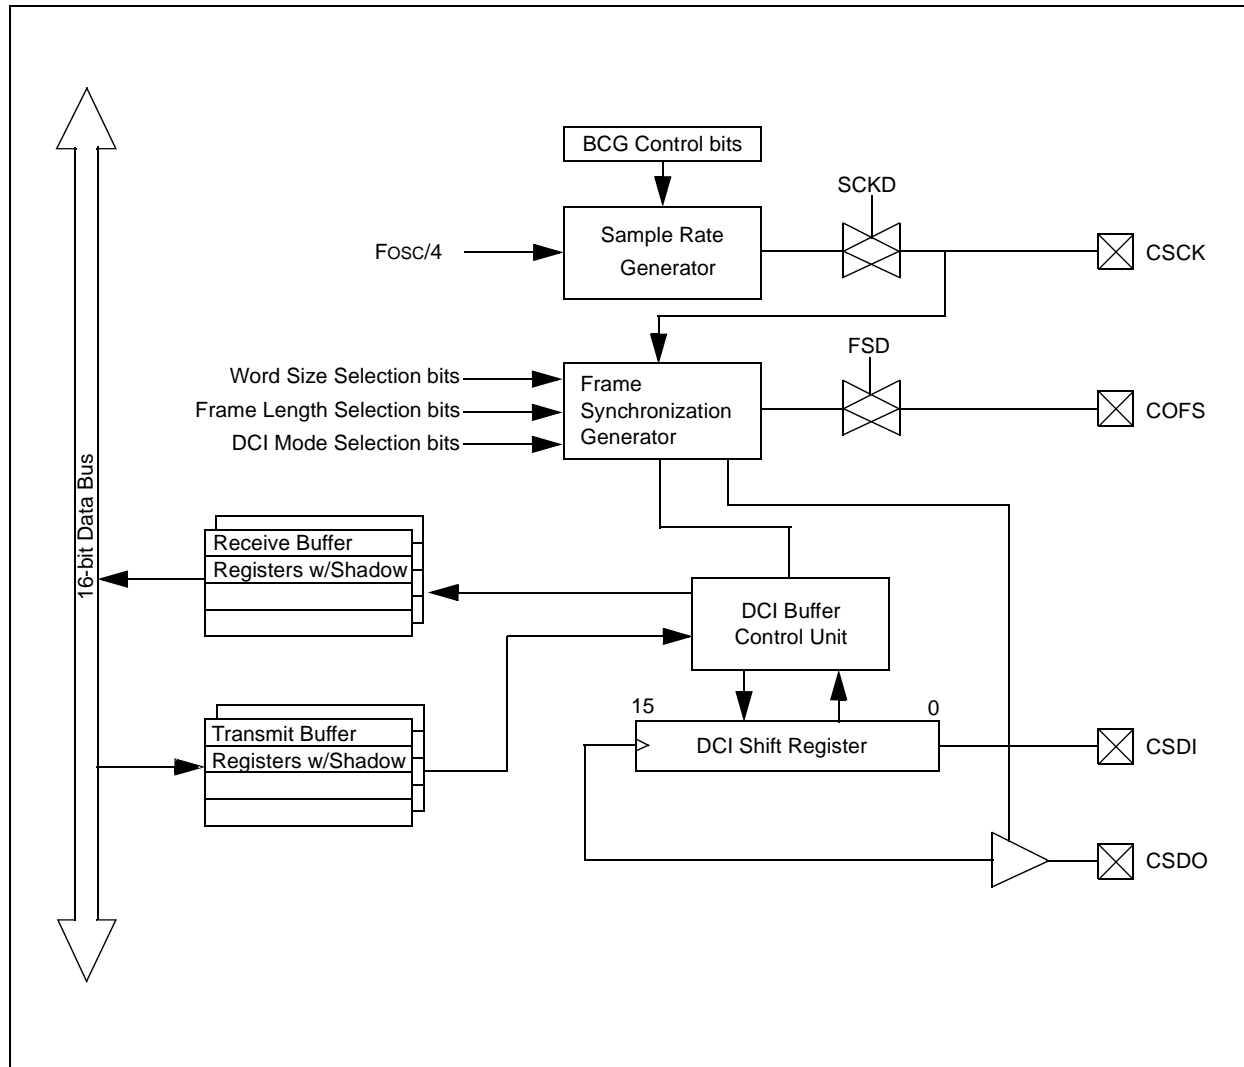 BCG Control bits
SCKD
Sample Rate
Generator
FOSC/4
CSCK
FSD
Word Size Selection bits
Frame Length Selection bits
DCI Mode Selection bits
Frame
Synchronization
Generator
COFS
16-bit Data Bus
Receive Buffer
Registers w/Shadow
DCI Buffer
Control Unit
15
0
Transmit Buffer
Registers w/Shadow
DCI Shift Register
CSDI
CSDO